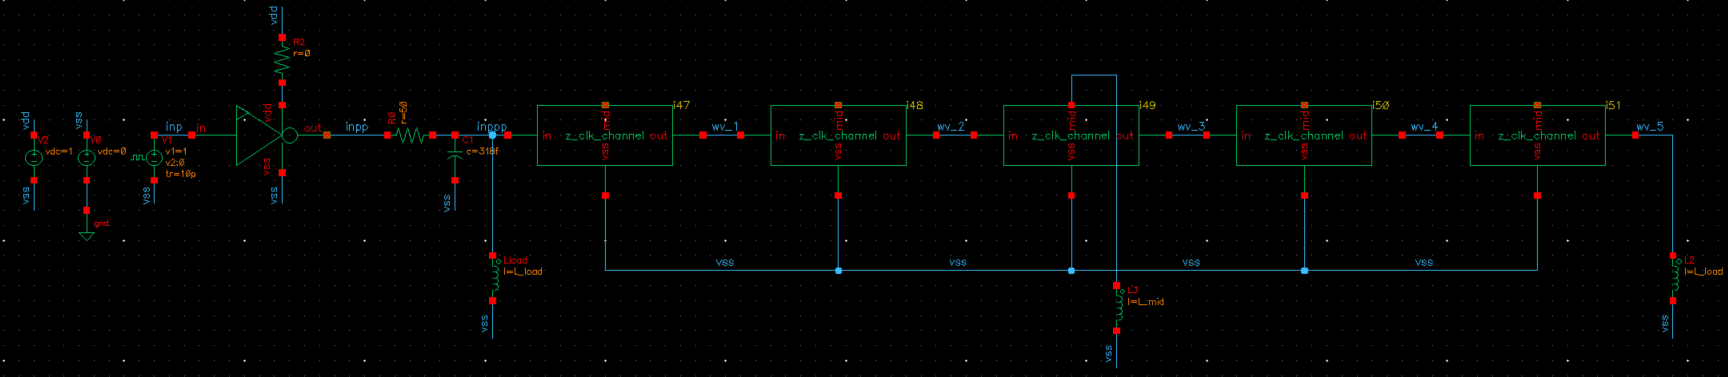 vdd
R2
r=0
vdd
V2
vdc=1
vss
vss
V0
vdc=0
gnd
inp
V1
v1=1
v2:0
tr=10p
vss
in
vdd
vss
out
vss
inpp
R0
r=50
inppp
C1
c=318f
vss
Lload
l=L_load
vss
i47
in
z_clk_channel
out
mid
vss
wv_1
i48
in
z_clk_channel
out
mid
vss
wv_2
i49
in
z_clk_channel
out
mid
vss
wv_3
i50
in
z_clk_channel
out
mid
vss
wv_4
i51
in
z_clk_channel
out
mid
vss
wv_5
vss
vss
vss
vss
L3
l=L_mid
vss
L2
l=L_load
vss